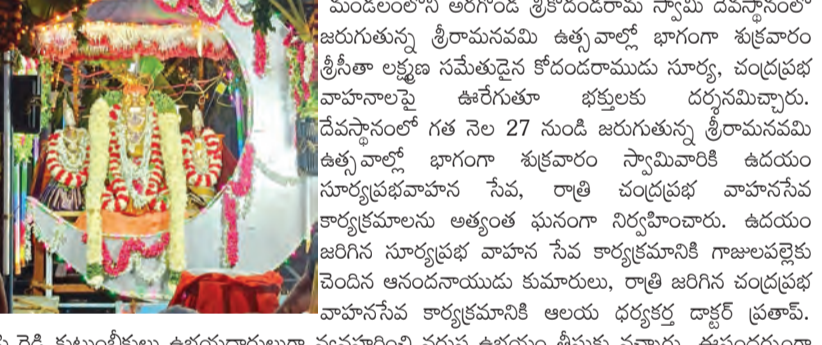 మండలంలోని అరగొండ శ్రీకోదండరామ స్వామి దేవస్థానంలో
జరుగుతున్న శ్రీరామనవమి ఉత్సవాల్లో భాగంగా శుక్రవారం
శ్రీసీతా లక్ష్మణ సమేతుడైన కోదండరాముడు సూర్య, చంద్రప్రభ
వాహనాలపై ఊరేగుతూ భక్తులకు దర్శనమిచ్చారు.
దేవస్థానంలో గత నెల 27 నుండి జరుగుతున్న శ్రీరామనవమి
ఉత్సవాల్లో భాగంగా శుక్రవారం స్వామివారికి ఉదయం
సూర్యప్రభవాహన సేవ, రాత్రి చంద్రప్రభ వాహనసేవ
కార్యక్రమాలను అత్యంత ఘనంగా నిర్వహించారు. ఉదయం
జరిగిన సూర్యప్రభ వాహన సేవ కార్యక్రమానికి గాజులపల్లెకు
చెందిన ఆనందనాయుడు కుమారులు, రాత్రి జరిగిన చంద్రప్రభ
వాహనసేవ కార్యక్రమానికి ఆలయ ధర్యకర్త డాక్టర్ ప్రతాప్.